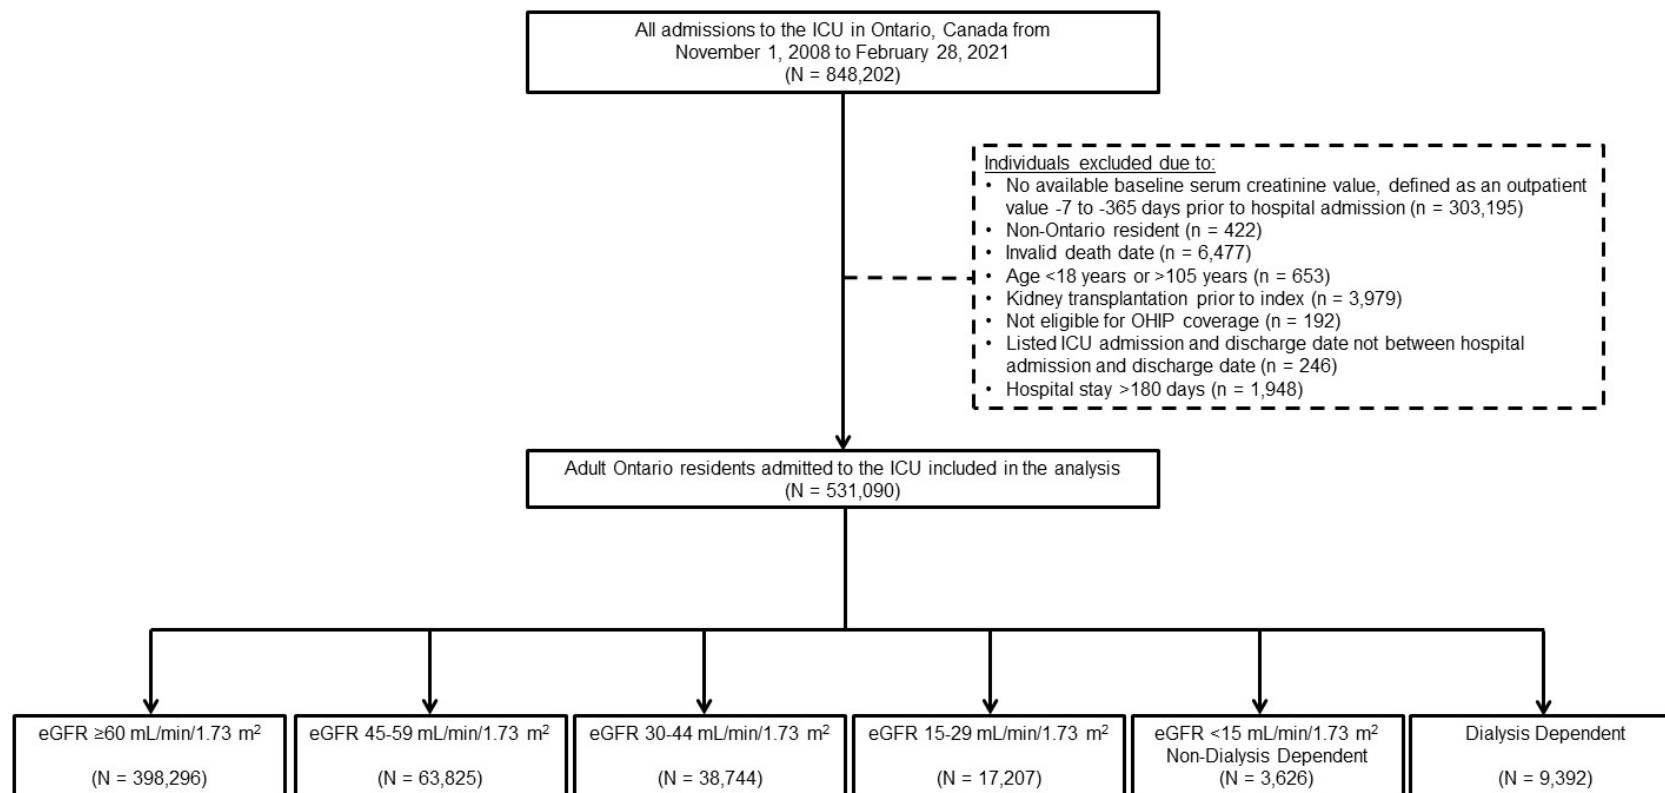 All admissions to the ICU in Ontario, Canada from
November 1, 2008 to February 28, 2021
(N = 848,202)
Individuals excluded due to:
• No available baseline serum creatinine value, defined as an outpatient
value -7 to -365 days prior to hospital admission (n = 303,195)
• Non-Ontario resident (n = 422)
• Invalid death date (n = 6,477)
• Age <18 years or >105 years (n = 653)
• Kidney transplantation prior to index (n = 3,979)
• Not eligible for OHIP coverage (n = 192)
• Listed ICU admission and discharge date not between hospital
admission and discharge date (n = 246)
• Hospital stay >180 days (n = 1,948)
Adult Ontario residents admitted to the ICU included in the analysis
(N = 531,090)
eGFR ≥60 mL/min/1.73 m²
(N = 398,296)
eGFR 45-59 mL/min/1.73 m²
(N = 63,825)
eGFR 30-44 mL/min/1.73 m²
(N = 38,744)
eGFR 15-29 mL/min/1.73 m²
(N = 17,207)
eGFR <15 mL/min/1.73 m²
Non-Dialysis Dependent
(N = 3,626)
Dialysis Dependent
(N = 9,392)